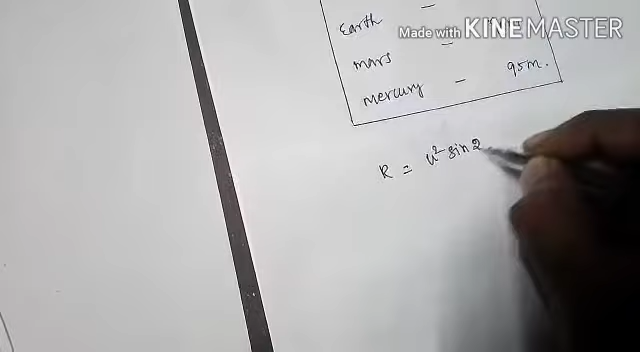 Made with KINEMASTER
Earth -
mars -
mercury - 95m.
R = u² sin 2